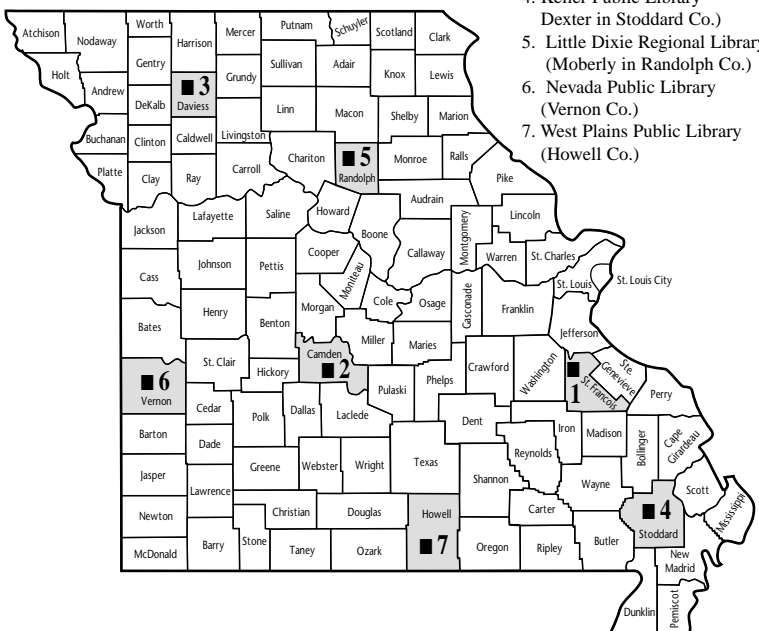 4. Keller Public Library
Dexter in Stoddard Co.)
5. Little Dixie Regional Library
(Moberly in Randolph Co.)
6. Nevada Public Library
(Vernon Co.)
7. West Plains Public Library
(Howell Co.)
Atchison
Nodaway
Worth
Harrison
Mercer
Putnam
Schuyler
Scotland
Clark
Holt
Andrew
Gentry
DeKalb
3
Daviess
Grundy
Sullivan
Adair
Knox
Lewis
Linn
Macon
Shelby
Marion
Buchanan
Clinton
Caldwell
Livingston
Chariton
5
Randolph
Monroe
Ralls
Pike
Platte
Clay
Ray
Carroll
Audrain
Jackson
Lafayette
Saline
Howard
Boone
Callaway
Montgomery
Lincoln
Warren
St. Charles
St. Louis
St. Louis City
Cass
Johnson
Pettis
Cooper
Moniteau
Cole
Osage
Gasconade
Franklin
Jefferson
Bates
Henry
Benton
Morgan
Miller
Maries
Camden
2
6
Vernon
St. Clair
Hickory
Pulaski
Phelps
Crawford
Washington
1
St. Francois
Ste.
Genevieve
Perry
Cedar
Polk
Dallas
Laclede
Dent
Iron
Madison
Bollinger
Cape
Girardeau
Barton
Dade
Greene
Webster
Wright
Texas
Reynolds
Shannon
Wayne
Scott
Mississippi
Jasper
Lawrence
Newton
Christian
Douglas
Howell
7
Carter
4
Stoddard
McDonald
Barry
Stone
Taney
Ozark
Oregon
Ripley
Butler
New
Madrid
Dunklin
Pemiscot